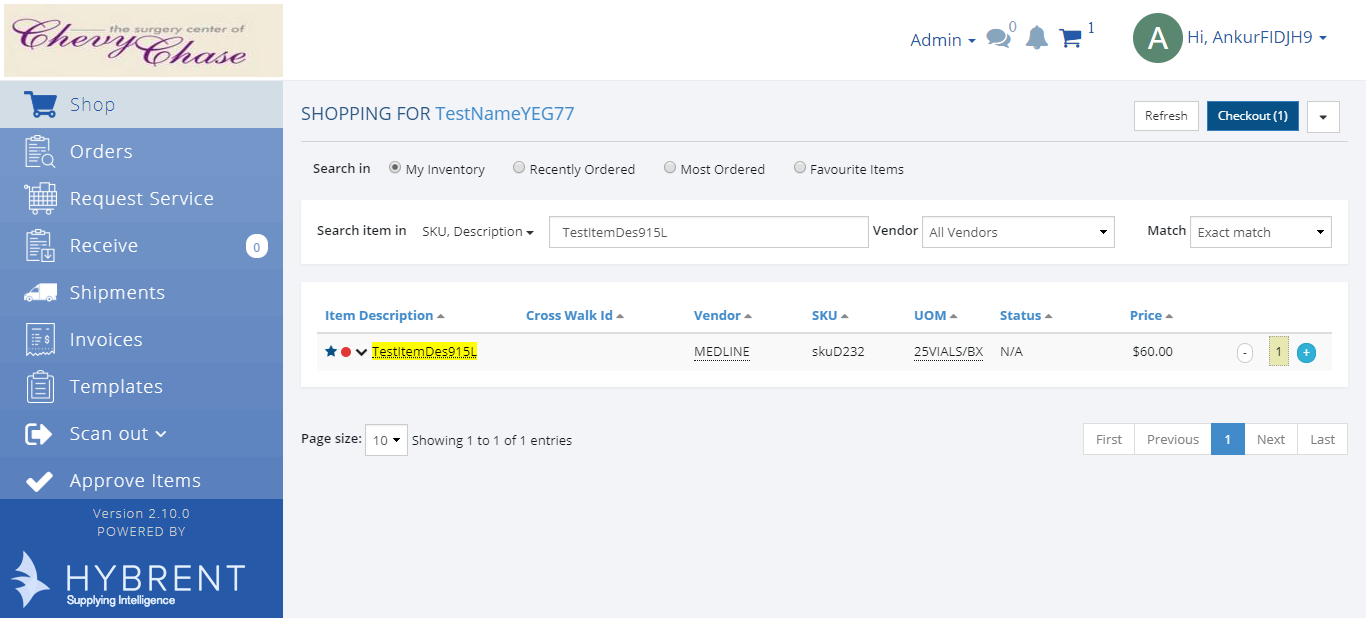 the surgery center of
Chevy Chase
Admin
0
1
A
Hi, AnkurFIDJH9
Shop
Orders
Request Service
Receive
0
Shipments
Invoices
Templates
Scan out
Approve Items
Version 2.10.0
POWERED BY
HYBRENT
Supplying Intelligence
SHOPPING FOR TestNameYEG77
Refresh
Checkout (1)
Search in My Inventory Recently Ordered Most Ordered Favourite Items
Search item in SKU, Description TestItemDes915L Vendor All Vendors Match Exact match
Item Description Cross Walk Id Vendor SKU UOM Status Price
TestItemDes915L MEDLINE skuD232 25VIALS/BX N/A $60.00 - 1 +
Page size: 10 Showing 1 to 1 of 1 entries
First Previous 1 Next Last